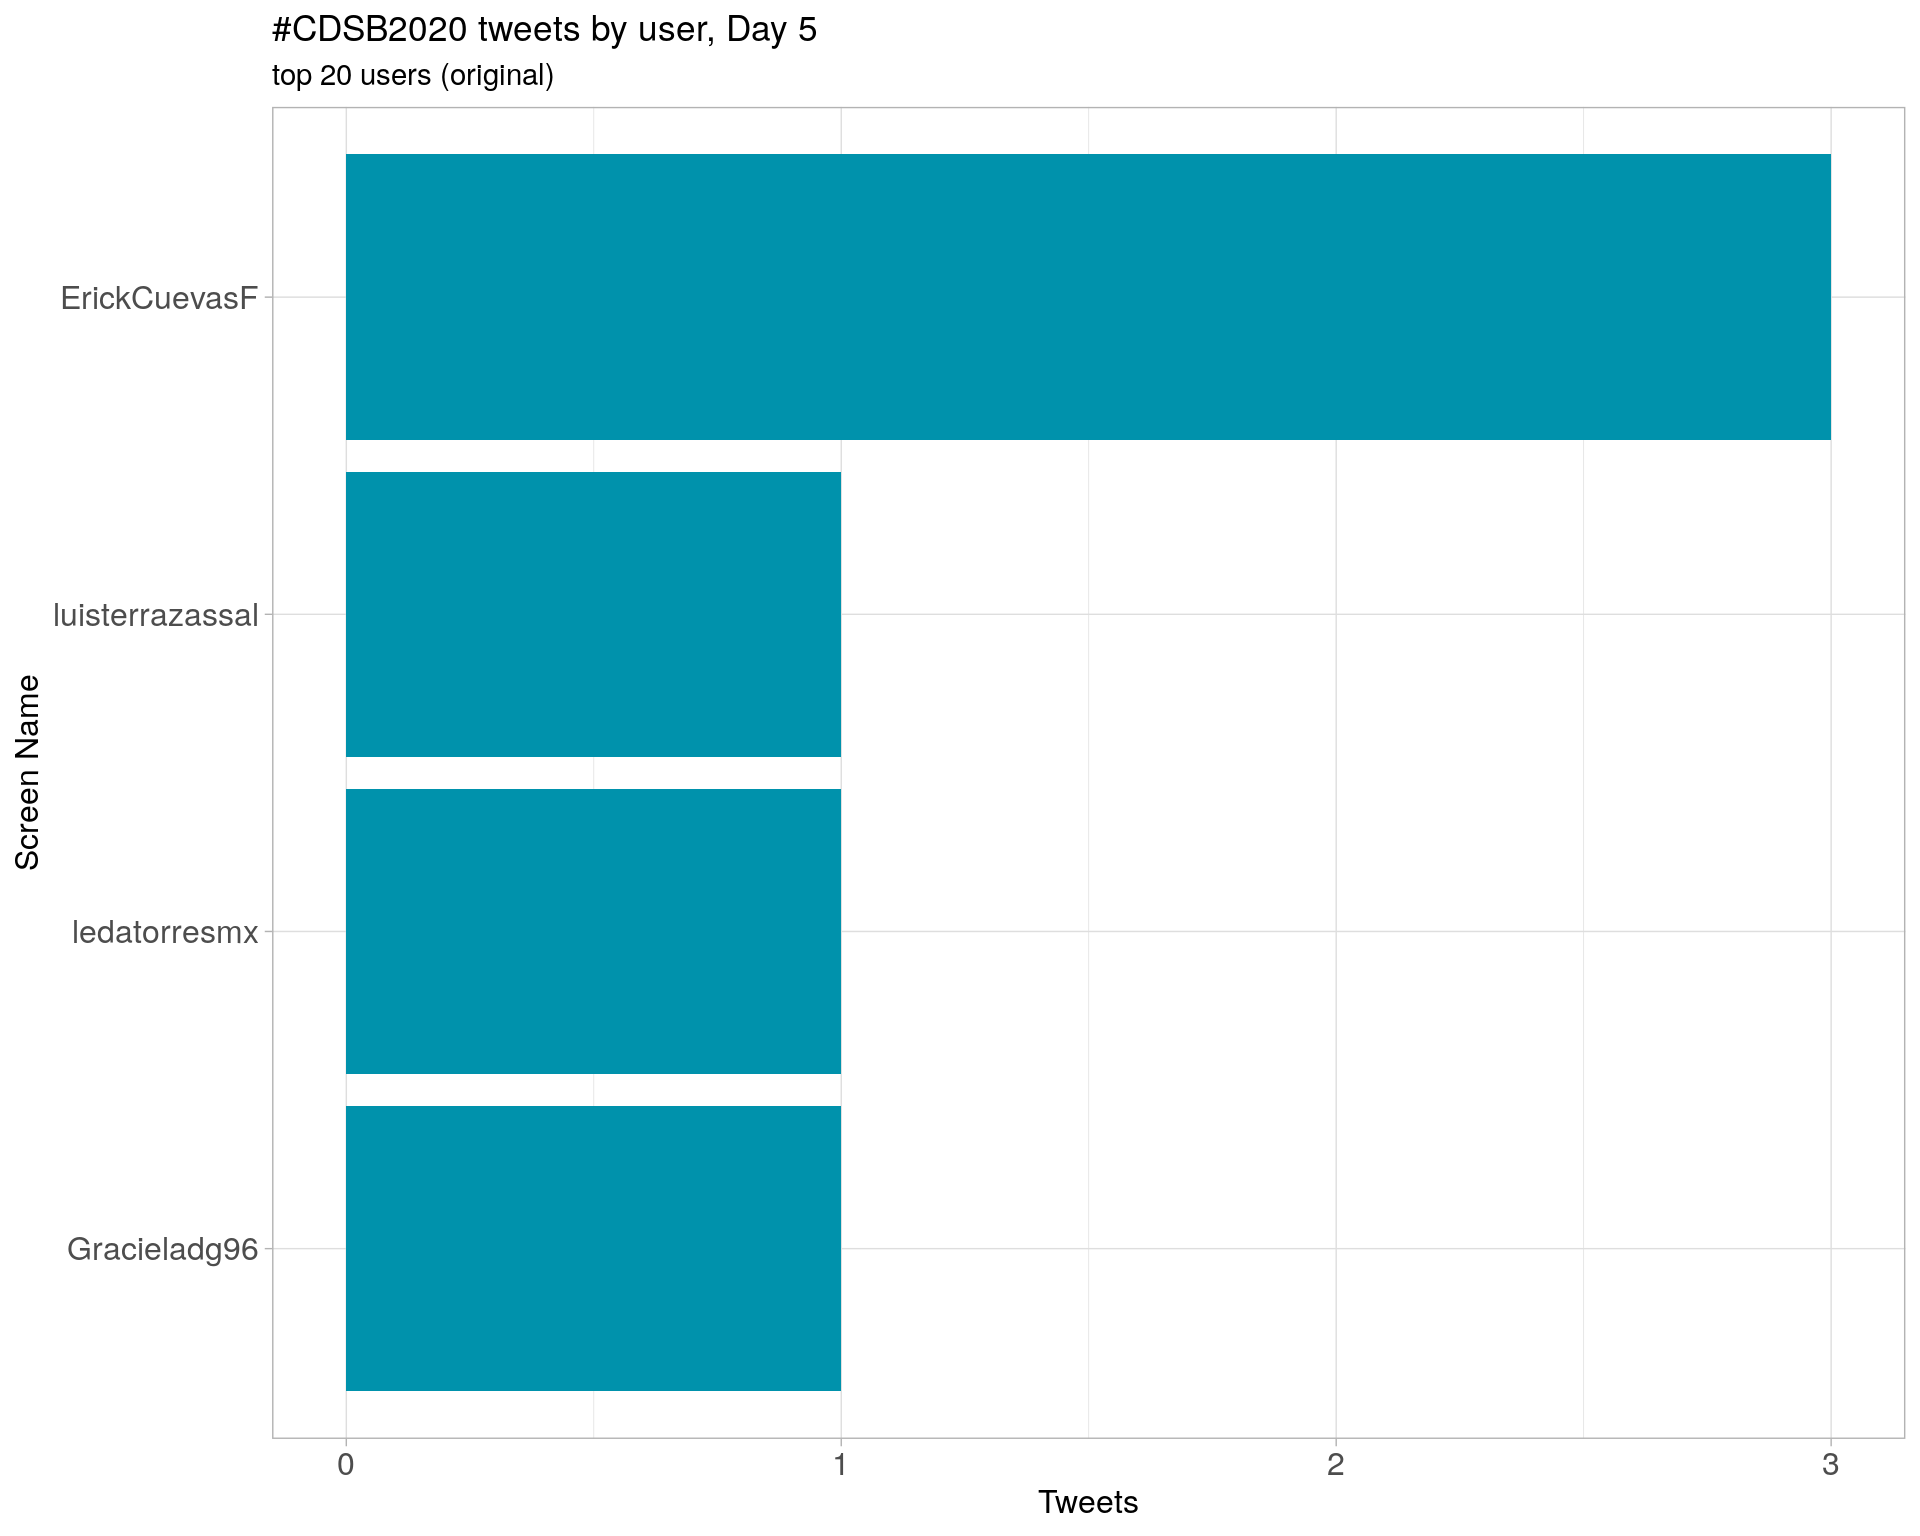 #CDSB2020 tweets by user, Day 5
top 20 users (original)
Screen Name
ErickCuevasF
luisterrazassal
ledatorresmx
Gracieladg96
0 1 2 3
Tweets